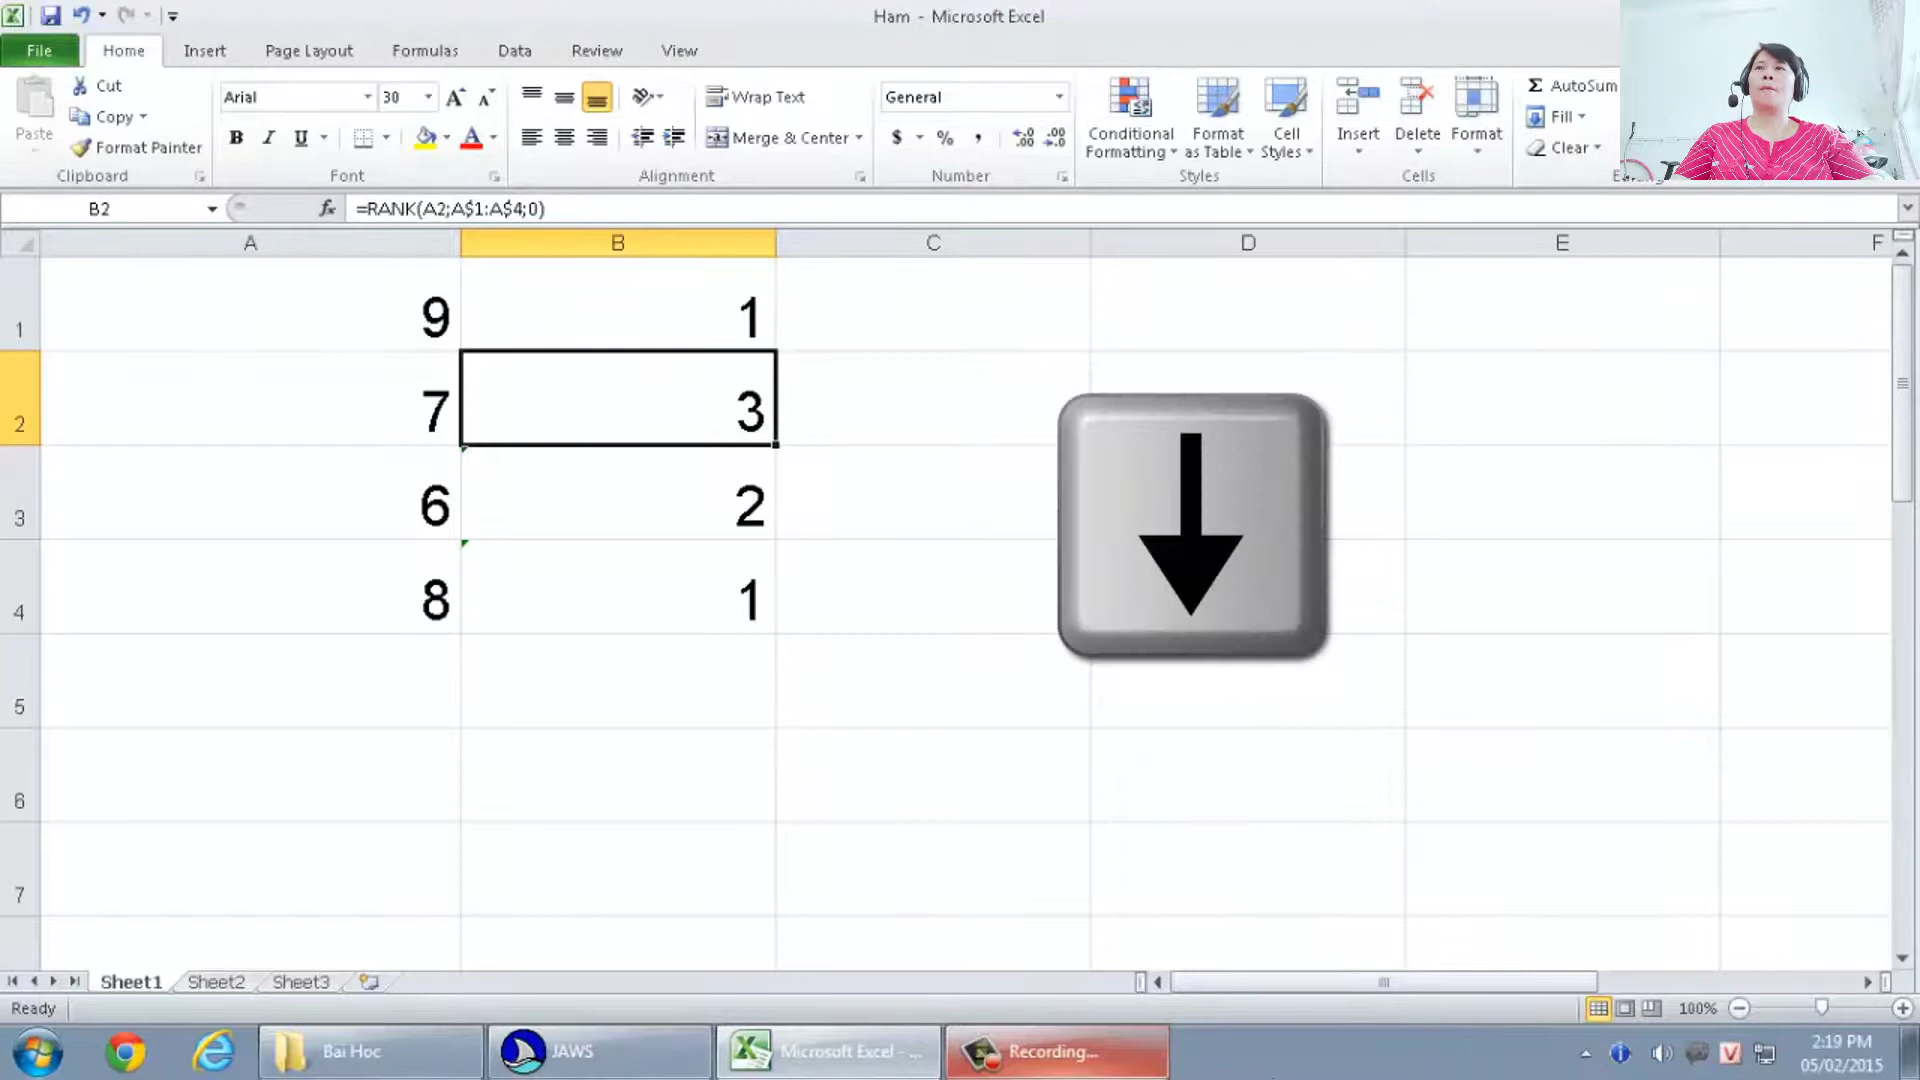 Ham - Microsoft Excel
File Home Insert Page Layout Formulas Data Review View
Paste
Cut
Copy
Format Painter
Clipboard
Arial 30
B I U
Font
Wrap Text
Merge & Center
Alignment
General
$ % ,
Number
Conditional Formatting
Format as Table
Cell Styles
Styles
Insert Delete Format
Cells
Σ AutoSum
Fill
Clear
B2 fx =RANK(A2;A$1:A$4;0)
A B C D E F
1 9 1
2 7 3
3 6 2
4 8 1
5
6
7
Sheet1 Sheet2 Sheet3
Ready 100%
Bai Hoc JAWS Microsoft Excel - ... Recording...
2:19 PM
05/02/2015